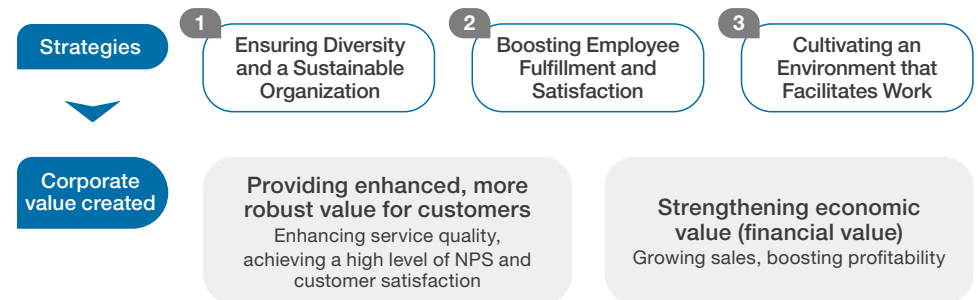 Strategies
1
Ensuring Diversity
and a Sustainable
Organization
2
Boosting Employee
Fulfillment and
Satisfaction
3
Cultivating an
Environment that
Facilitates Work
Corporate
value created
Providing enhanced, more
robust value for customers
Enhancing service quality,
achieving a high level of NPS and
customer satisfaction
Strengthening economic
value (financial value)
Growing sales, boosting profitability